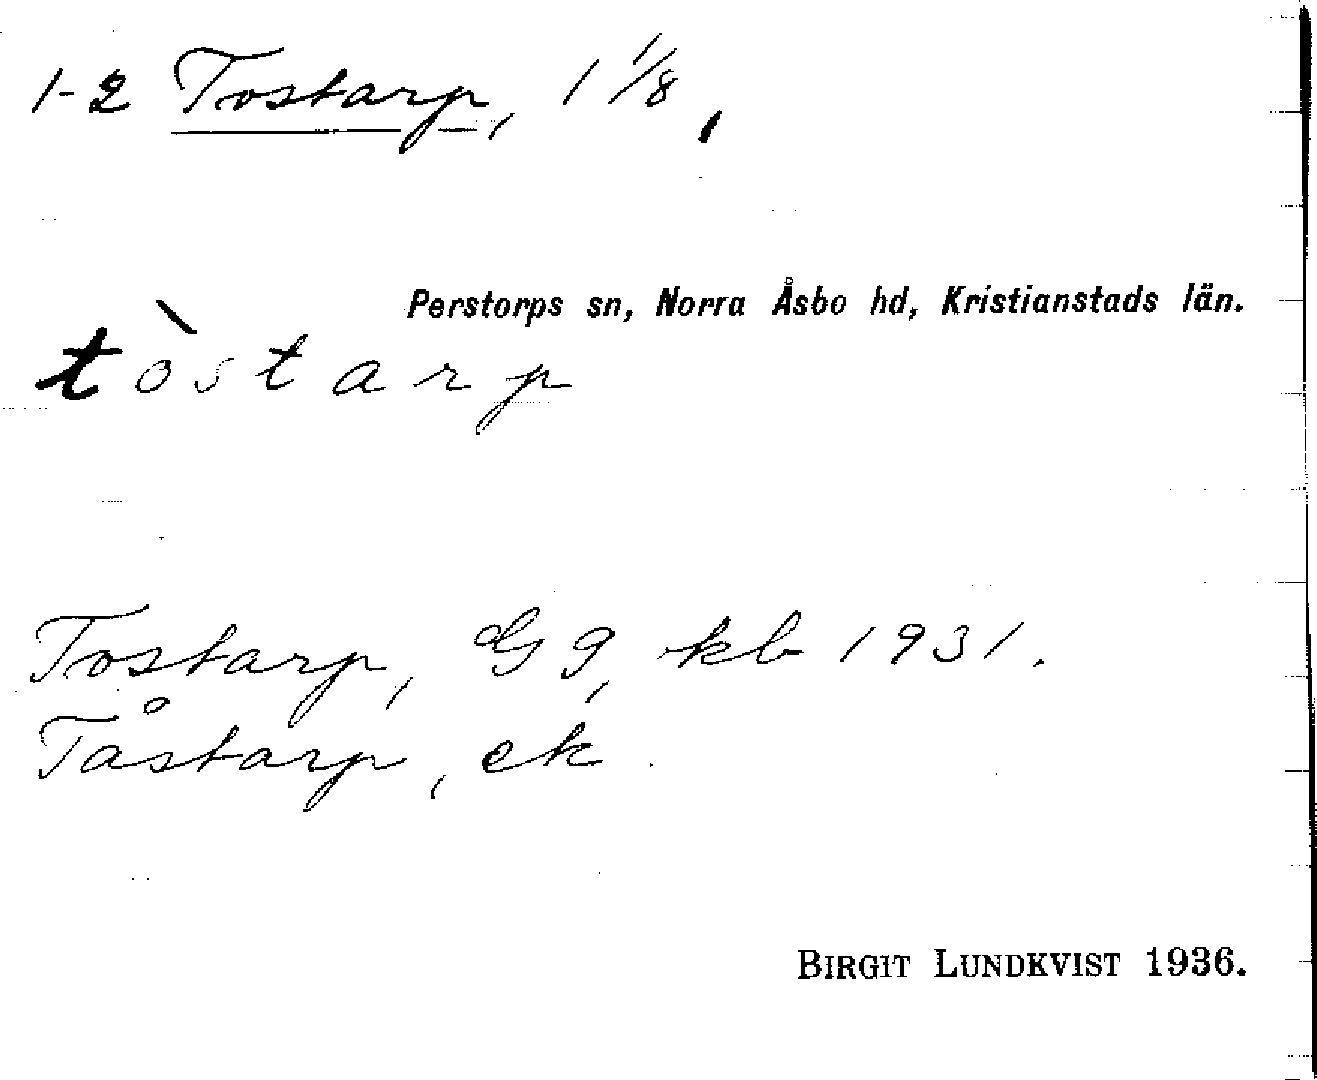 1-2 Tostarp, 1 1/8,
Perstorps sn, Norra Åsbo hd, Kristianstads län.
tòstarp
Tostarp, G 9, kb 1931.
Tåstarp, ek.
BIRGIT LUNDKVIST 1936.